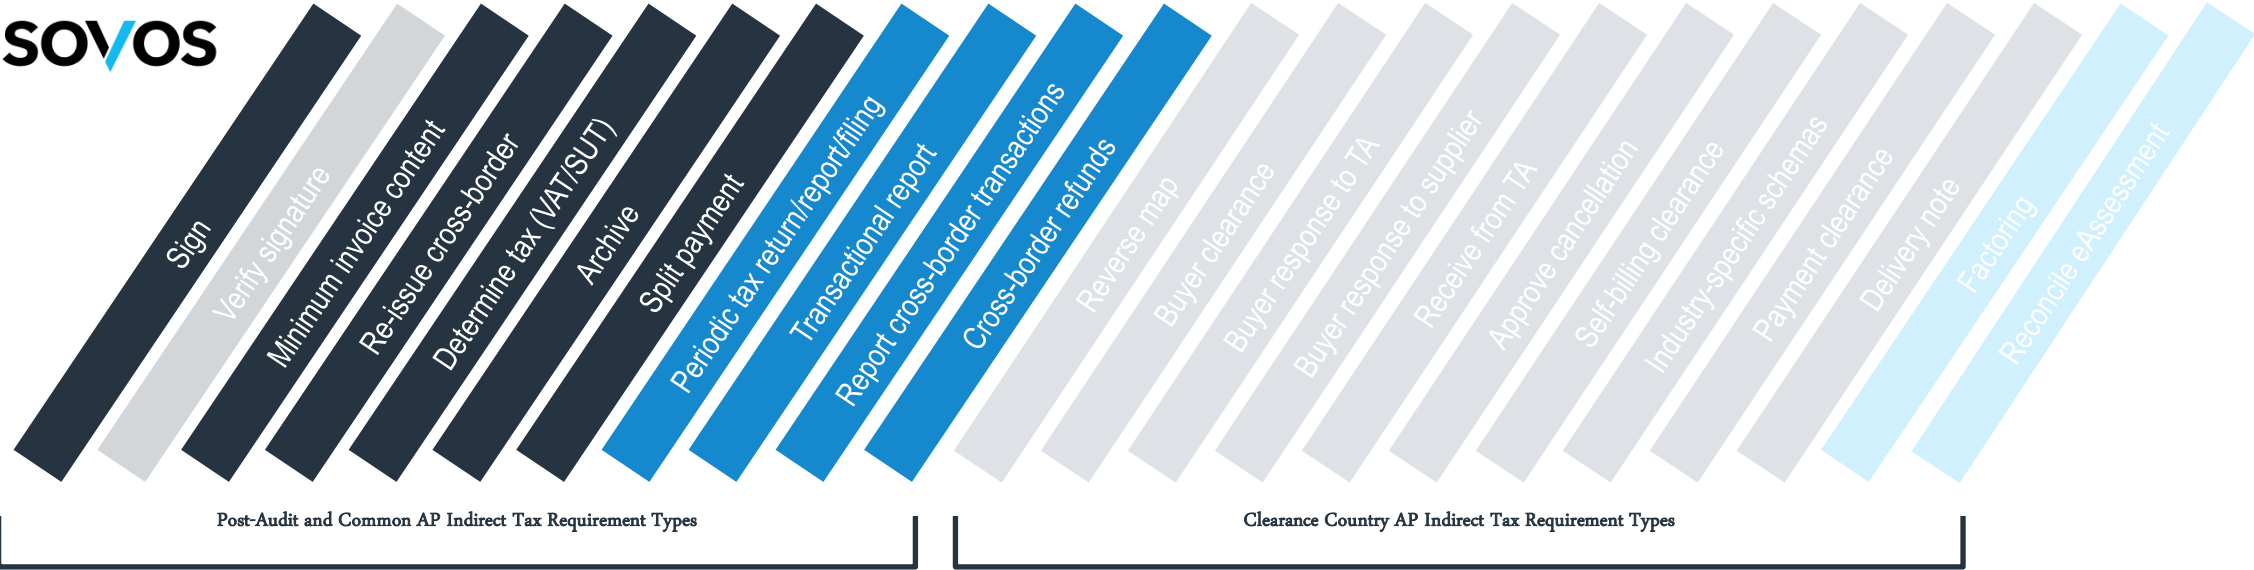 SOVOS
Sign
Verify signature
Minimum invoice content
Re-issue cross-border
Determine tax (VAT/SUT)
Archive
Split payment
Periodic tax return/report/filing
Transactional report
Report cross-border transactions
Cross-border refunds
Reverse map
Buyer clearance
Buyer response to TA
Buyer response to supplier
Receive from TA
Approve cancellation
Self-billing clearance
Industry-specific schemas
Payment clearance
Delivery note
Factoring
Reconcile eAssessment
Post-Audit and Common AP Indirect Tax Requirement Types
Clearance Country AP Indirect Tax Requirement Types